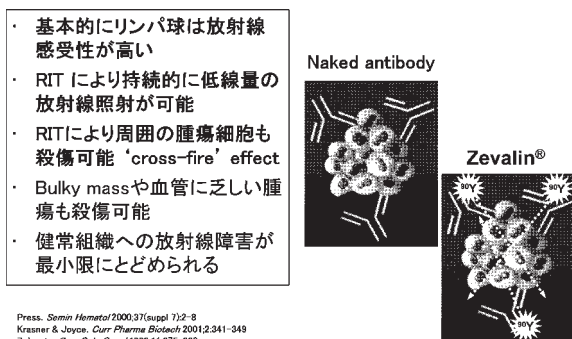 ・ 基本的にリンパ球は放射線
感受性が高い
・ RIT により持続的に低線量の
放射線照射が可能
・ RITにより周囲の腫瘍細胞も
殺傷可能 ‘cross-fire’ effect
・ Bulky massや血管に乏しい腫
瘍も殺傷可能
・ 健常組織への放射線障害が
最小限にとどめられる
Naked antibody
Zevalin®
90Y
90Y
90Y
Press. Semin Hematol 2000;37(suppl 7):2-8
Krasner & Joyce. Curr Pharma Biotech 2001;2:341-349